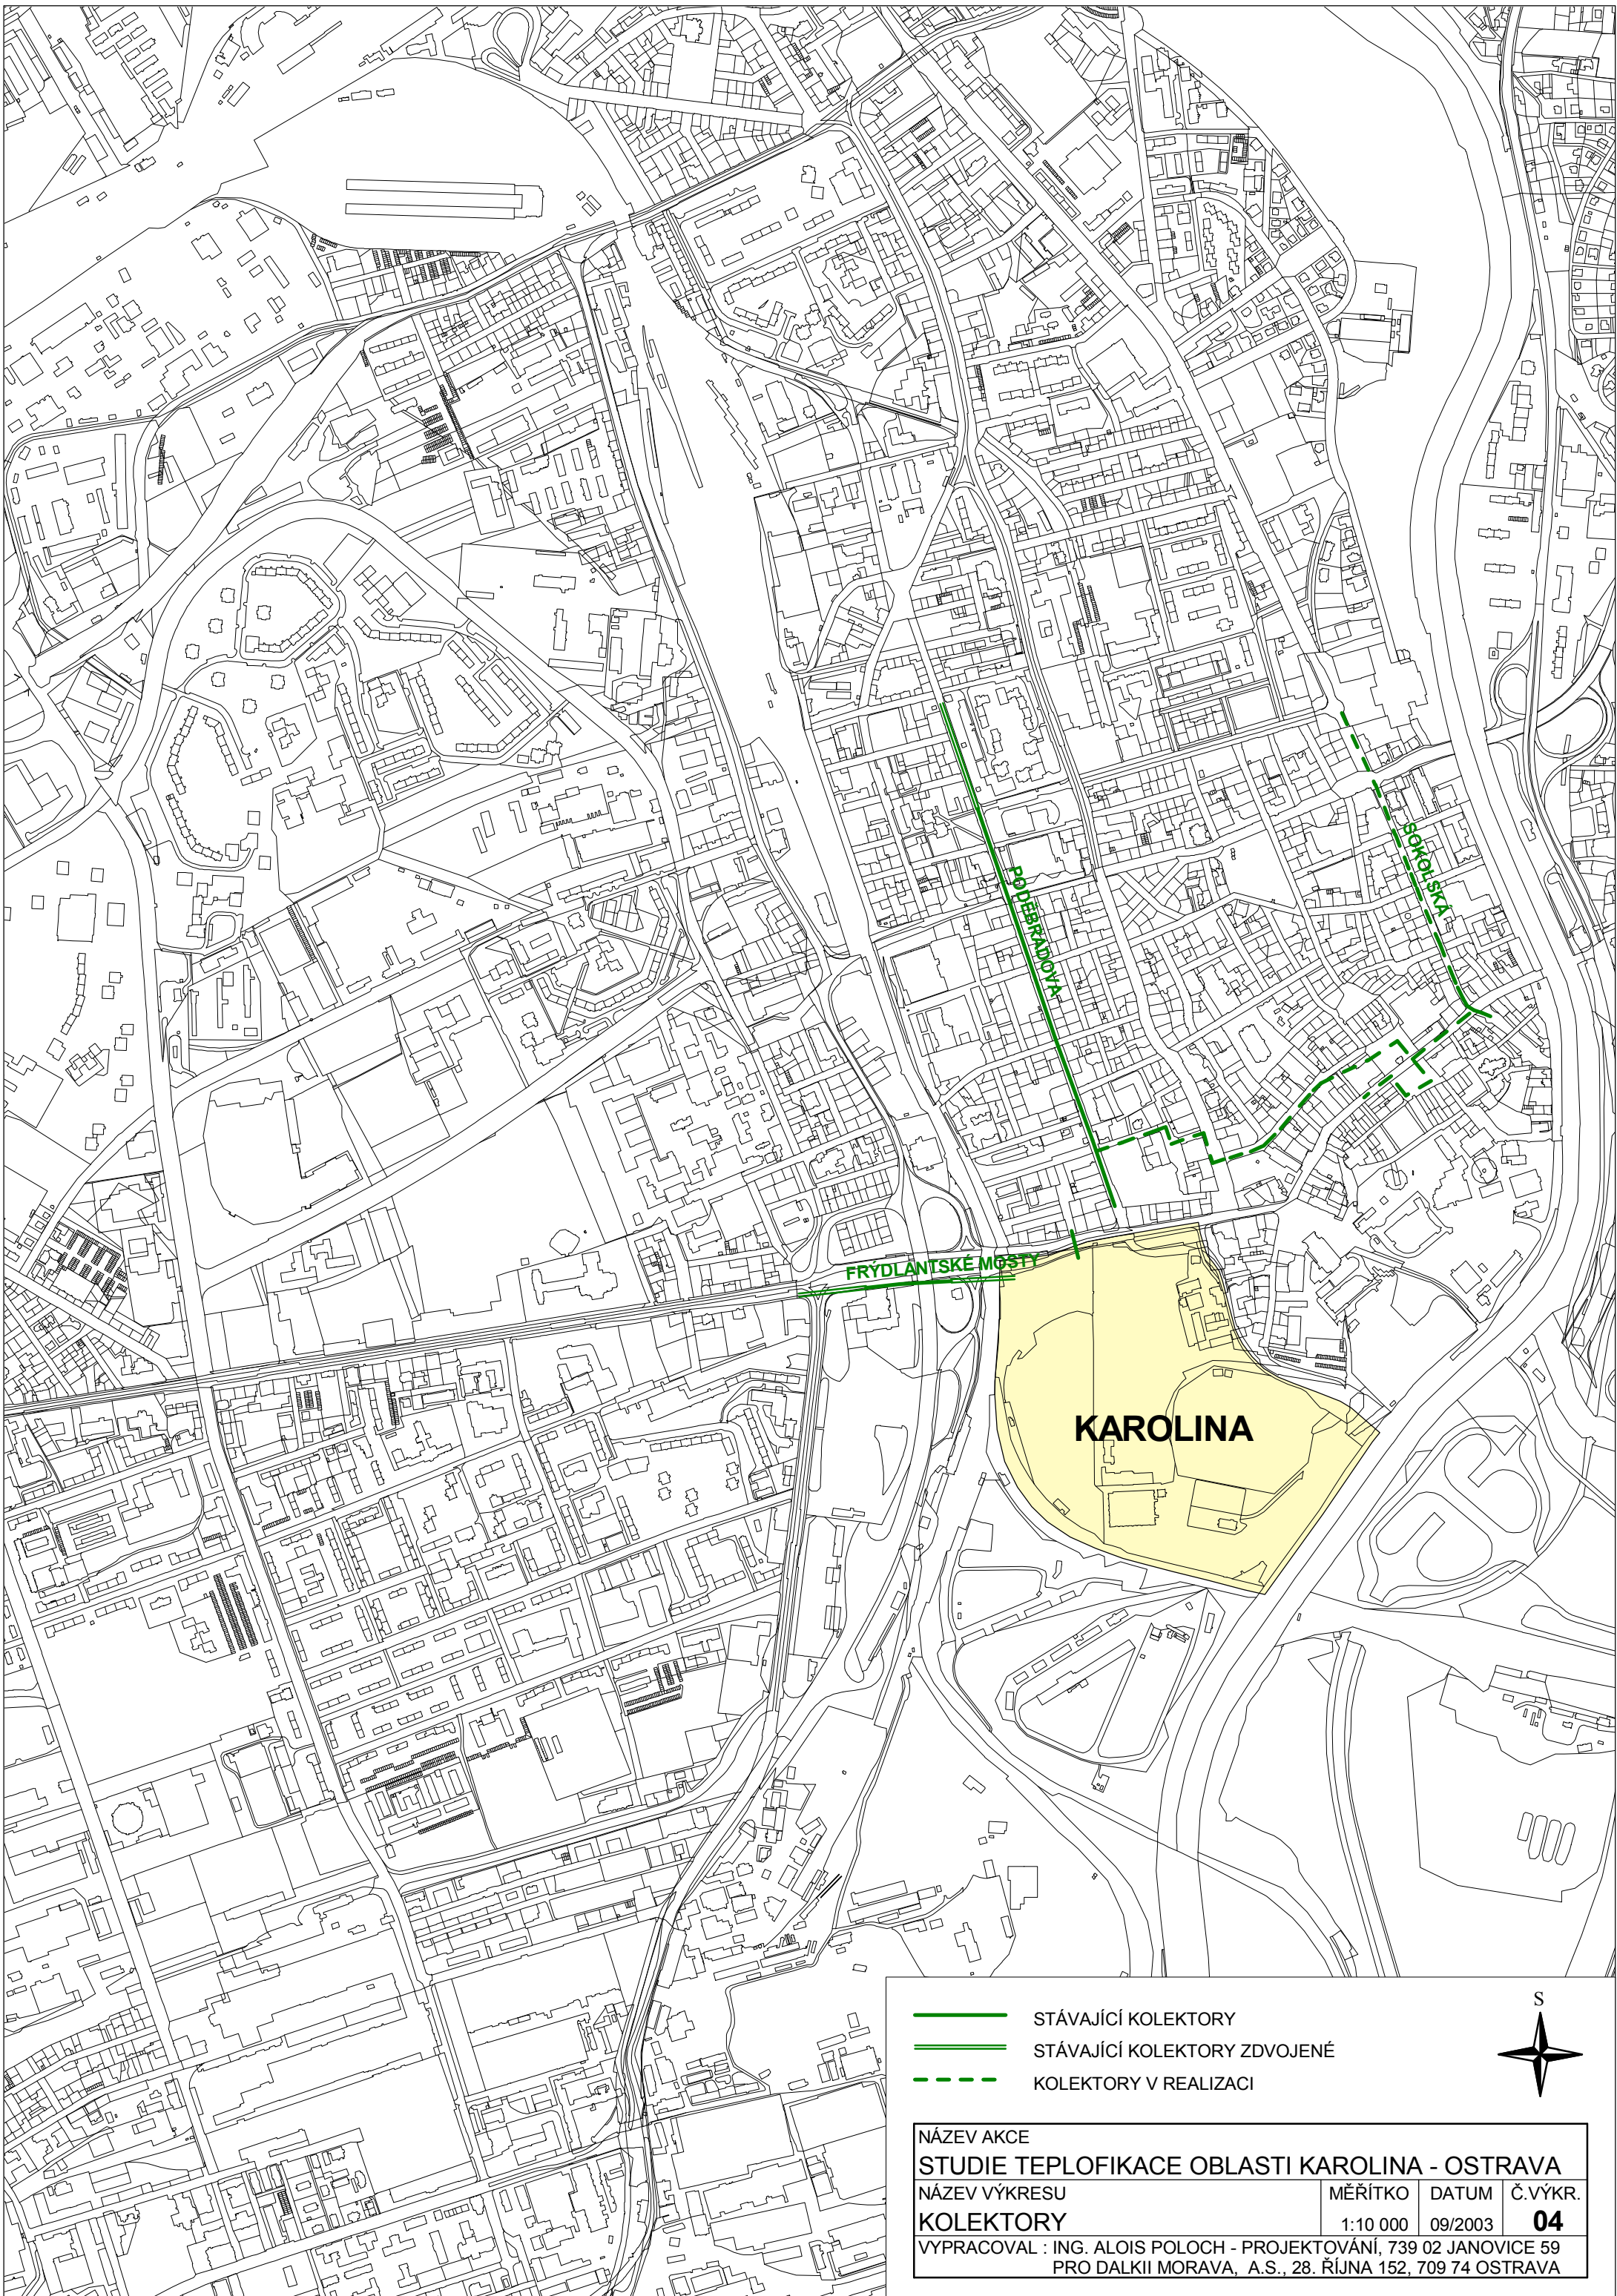 SOKOLSKÁ
PODĚBRADOVA
FRÝDLANTSKÉ MOSTY
KAROLINA
S
STÁVAJÍCÍ KOLEKTORY
STÁVAJÍCÍ KOLEKTORY ZDVOJENÉ
KOLEKTORY V REALIZACI
NÁZEV AKCE
STUDIE TEPLOFIKACE OBLASTI KAROLINA - OSTRAVA
NÁZEV VÝKRESU MĚŘÍTKO DATUM Č.VÝKR.
KOLEKTORY 1:10 000 09/2003 04
VYPRACOVAL : ING. ALOIS POLOCH - PROJEKTOVÁNÍ, 739 02 JANOVICE 59
PRO DALKII MORAVA, A.S., 28. ŘÍJNA 152, 709 74 OSTRAVA